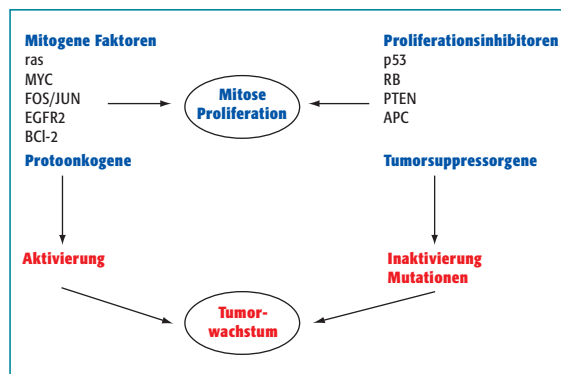 Mitogene Faktoren
ras
MYC
FOS/JUN
EGFR2
BCl-2
Protoonkogene
Mitose
Proliferation
Proliferationsinhibitoren
p53
RB
PTEN
APC
Tumorsuppressorgene
Aktivierung
Inaktivierung
Mutationen
Tumor-
wachstum